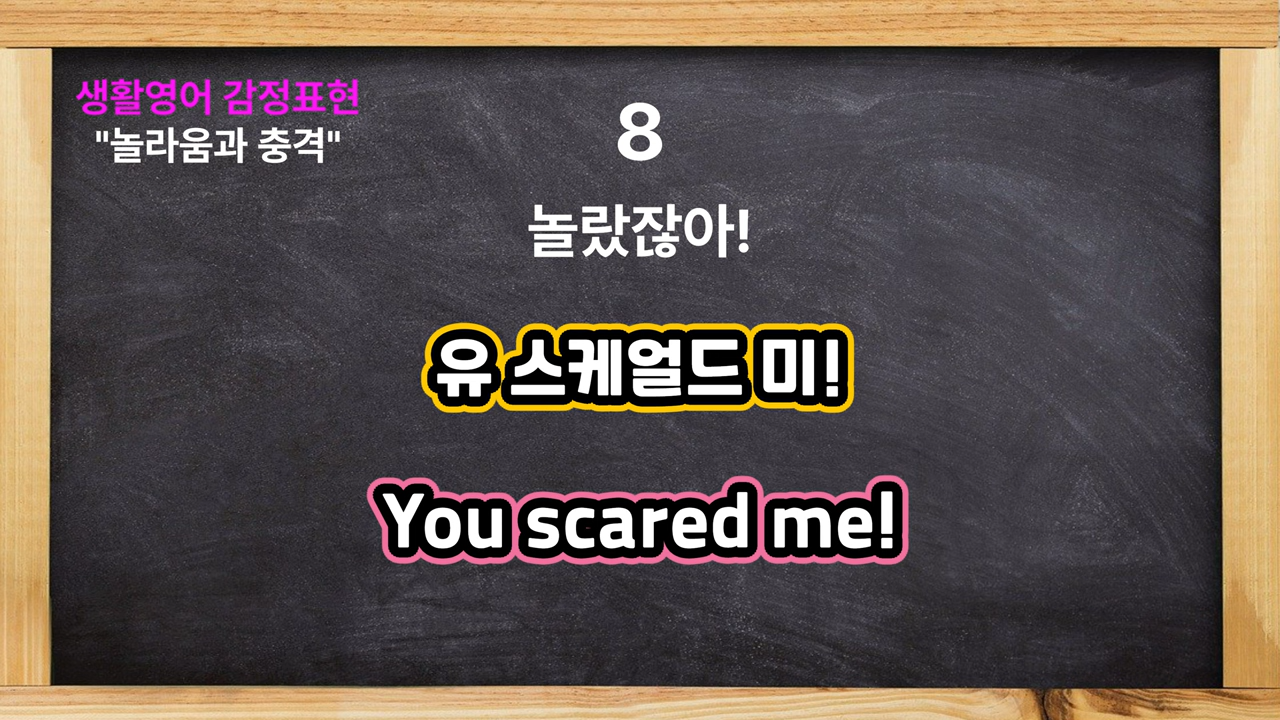 생활영어 감정표현
"놀라움과 충격"
8
놀랐잖아!
유 스케얼드 미!
You scared me!